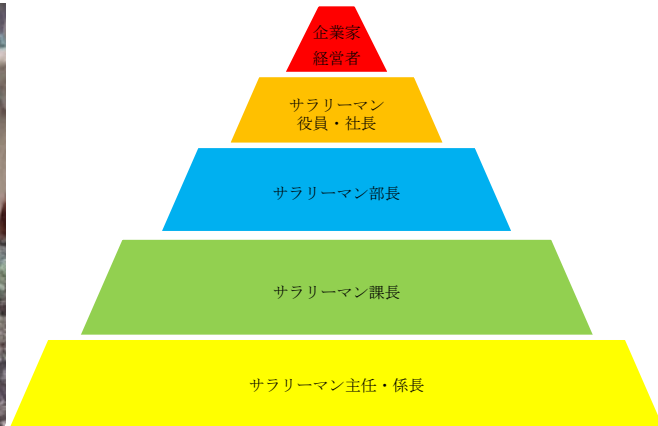 企業家
経営者
サラリーマン
役員・社長
サラリーマン部長
サラリーマン課長
サラリーマン主任・係長